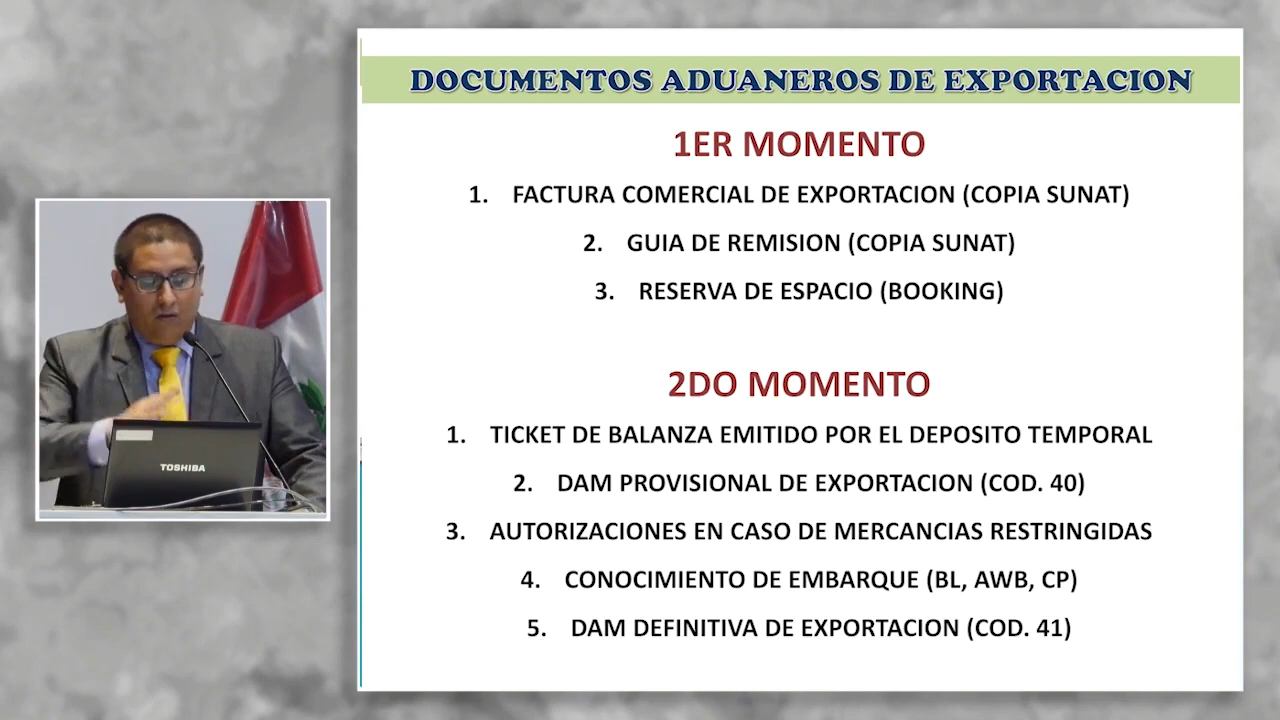 DOCUMENTOS ADUANEROS DE EXPORTACION
1ER MOMENTO
1. FACTURA COMERCIAL DE EXPORTACION (COPIA SUNAT)
2. GUIA DE REMISION (COPIA SUNAT)
3. RESERVA DE ESPACIO (BOOKING)
2DO MOMENTO
1. TICKET DE BALANZA EMITIDO POR EL DEPOSITO TEMPORAL
2. DAM PROVISIONAL DE EXPORTACION (COD. 40)
3. AUTORIZACIONES EN CASO DE MERCANCIAS RESTRINGIDAS
4. CONOCIMIENTO DE EMBARQUE (BL, AWB, CP)
5. DAM DEFINITIVA DE EXPORTACION (COD. 41)
TOSHIBA